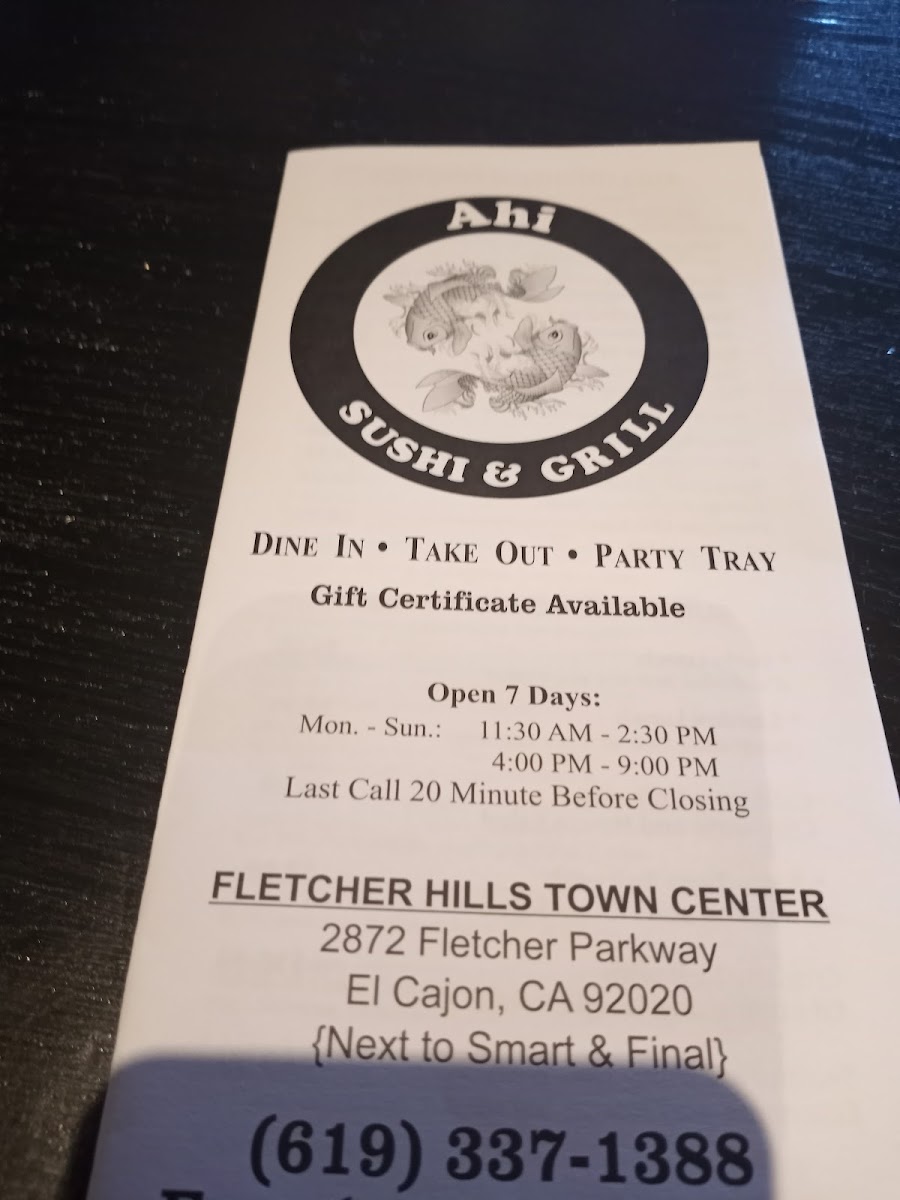 Ahi
SUSHI & GRILL
DINE IN • TAKE OUT • PARTY TRAY
Gift Certificate Available
Open 7 Days:
Mon. - Sun.: 11:30 AM - 2:30 PM
4:00 PM - 9:00 PM
Last Call 20 Minute Before Closing
FLETCHER HILLS TOWN CENTER
2872 Fletcher Parkway
El Cajon, CA 92020
{Next to Smart & Final}
(619) 337-1388